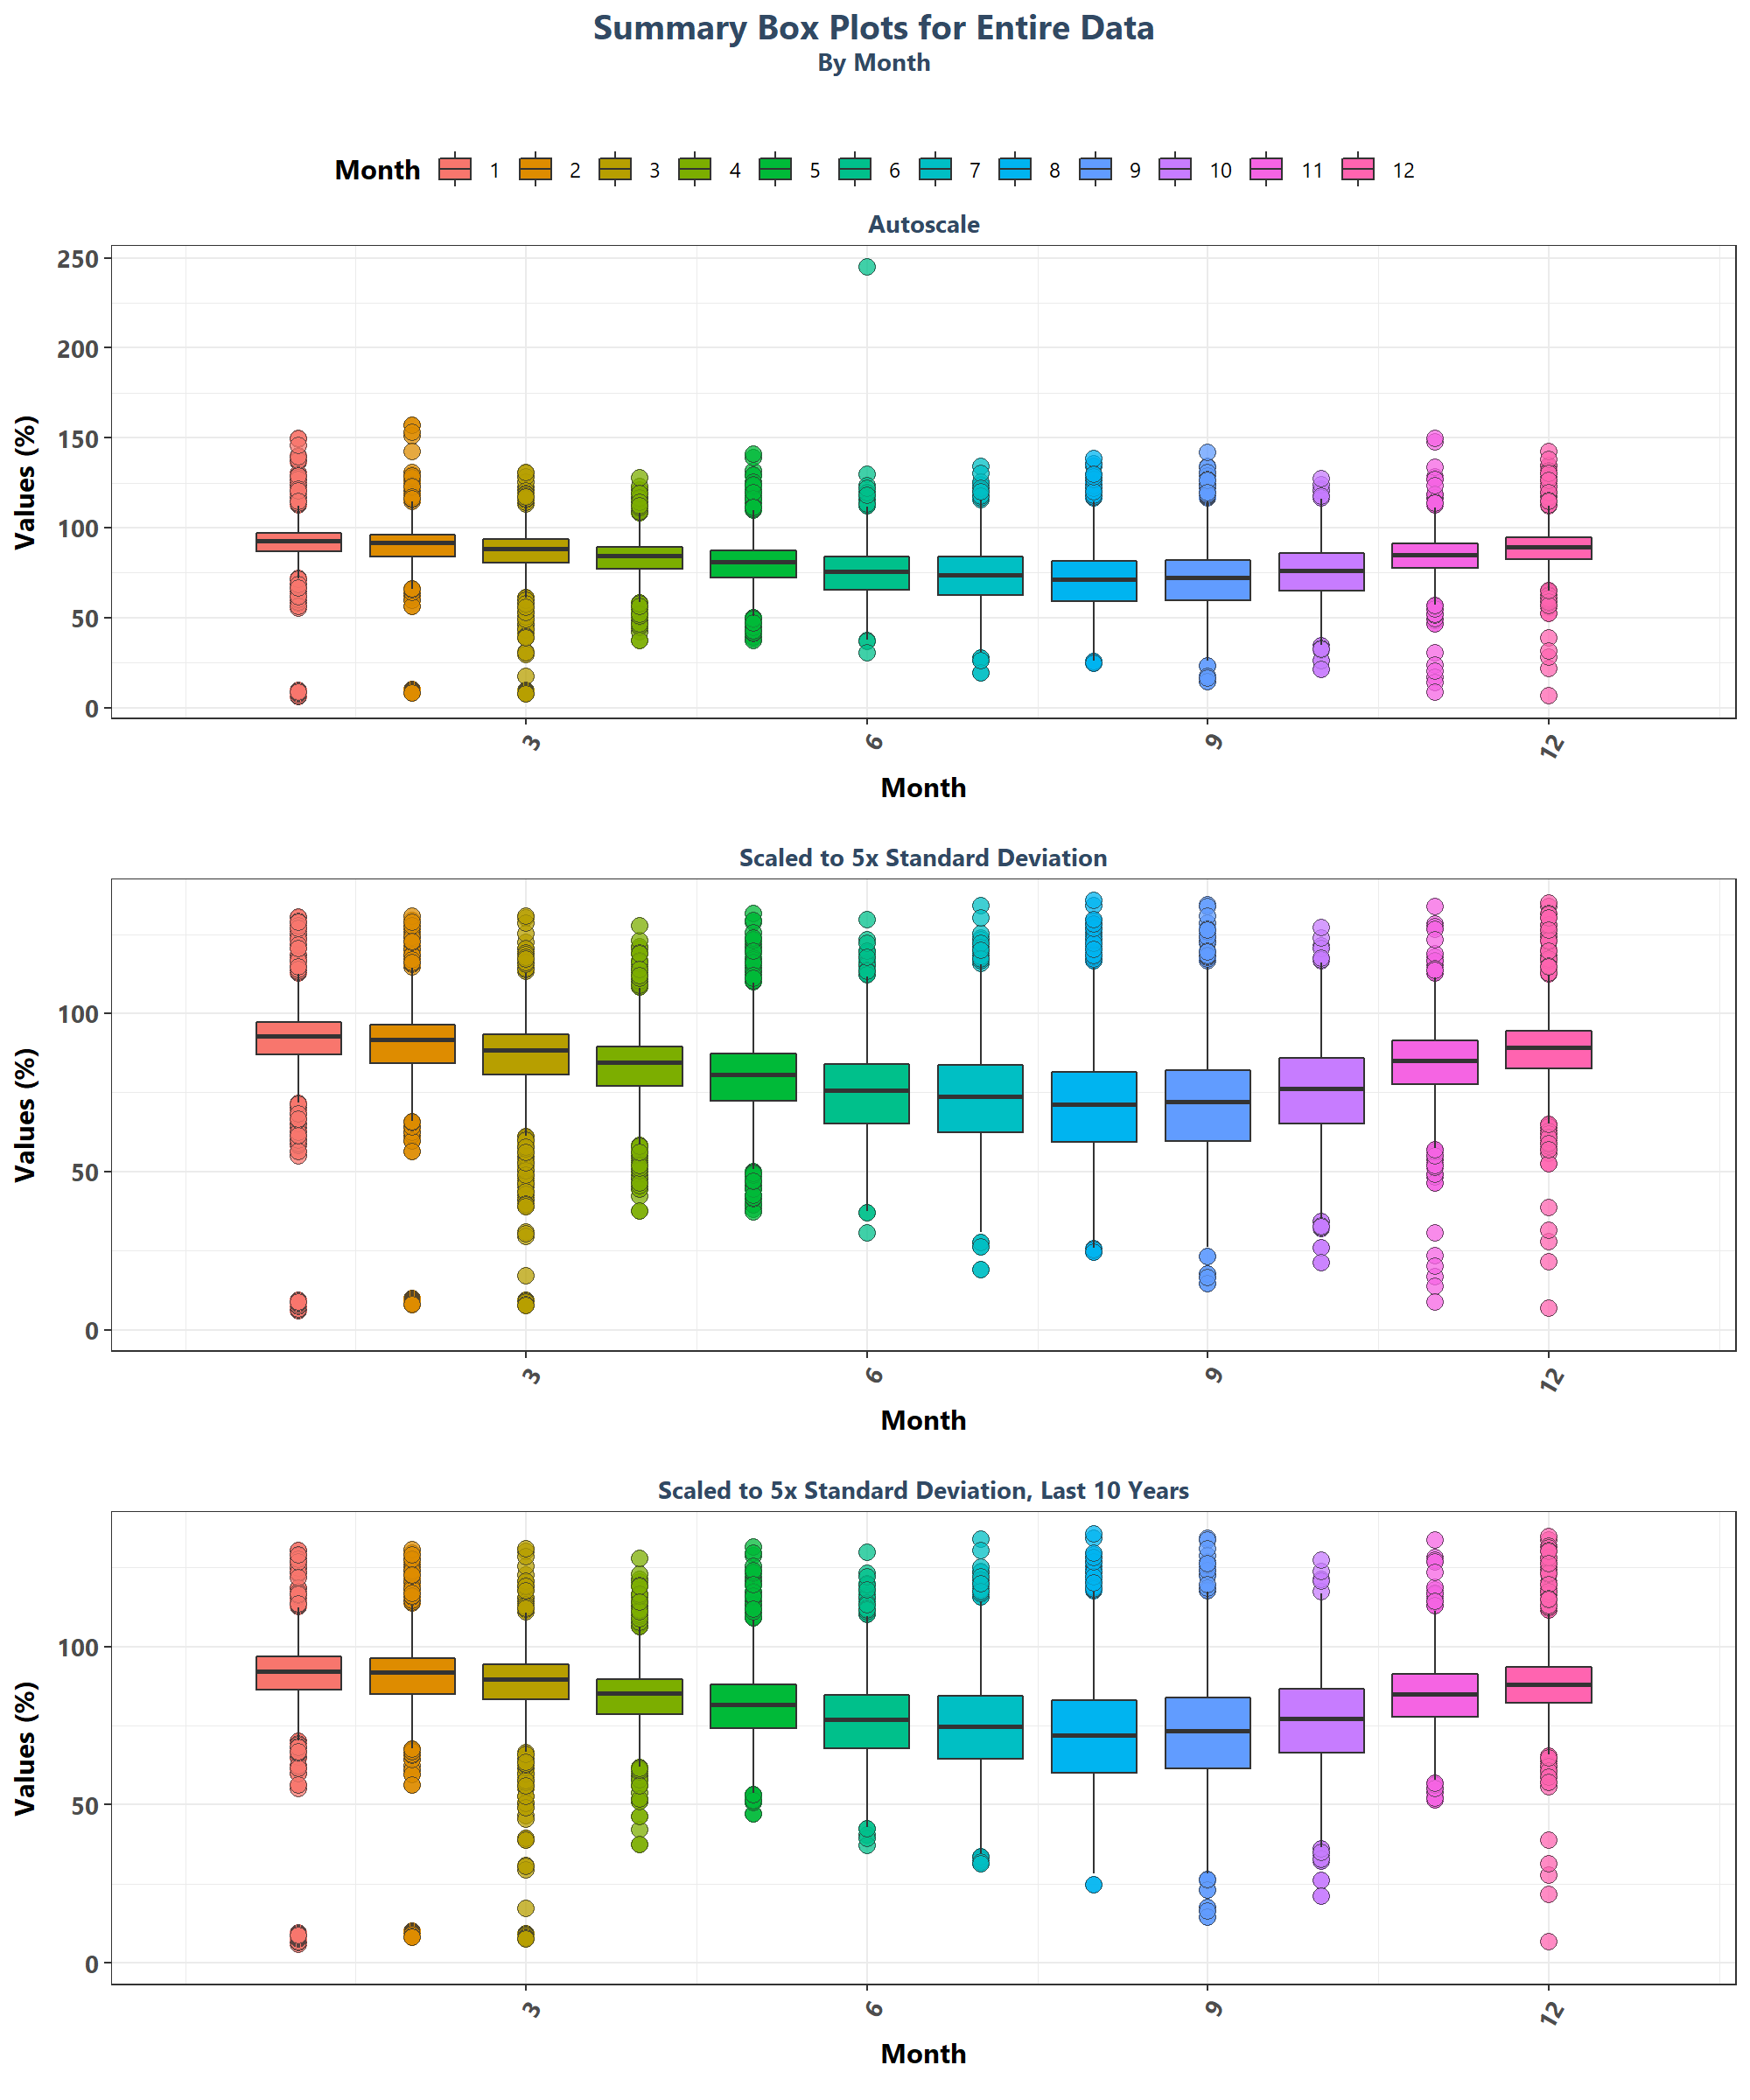 Summary Box Plots for Entire Data
By Month
Month 1 2 3 4 5 6 7 8 9 10 11 12
Autoscale
250
200
150
100
50
0
Values (%)
3 6 9 12
Month
Scaled to 5x Standard Deviation
100
50
0
Values (%)
3 6 9 12
Month
Scaled to 5x Standard Deviation, Last 10 Years
100
50
0
Values (%)
3 6 9 12
Month